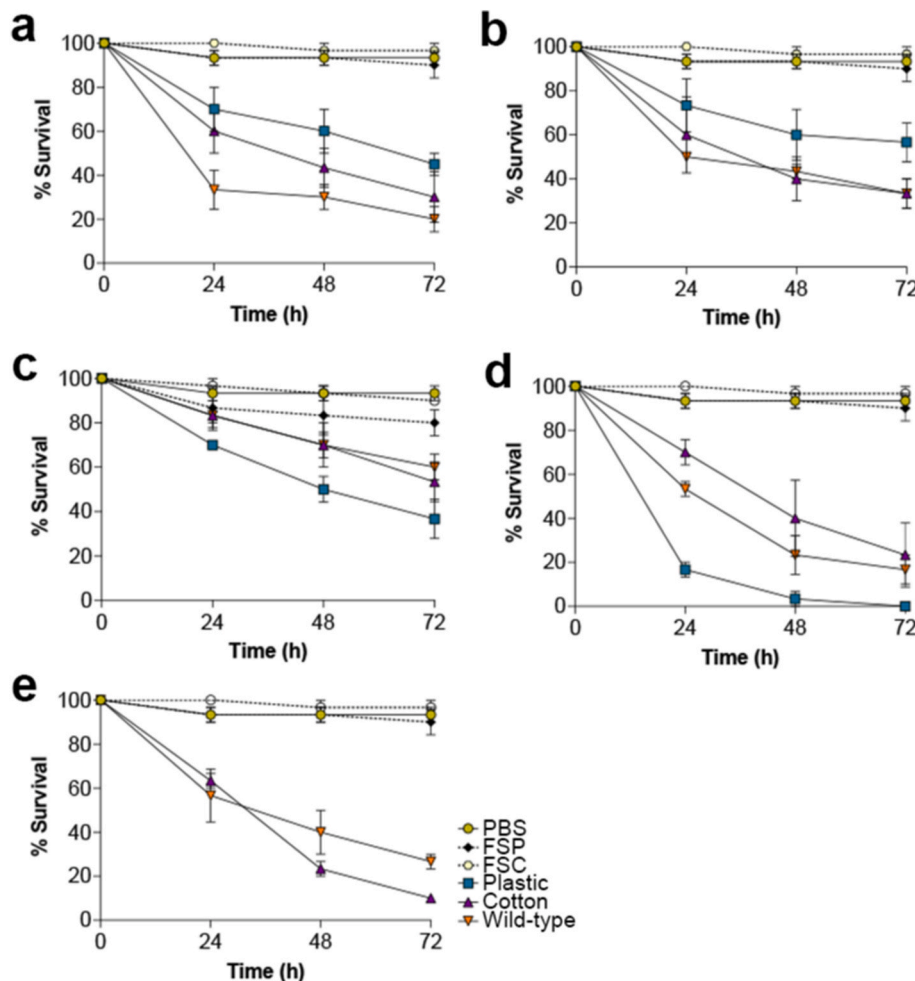 a
100
80
60
40
20
0
% Survival
0 24 48 72
Time (h)
b
100
80
60
40
20
0
% Survival
0 24 48 72
Time (h)
c
100
80
60
40
20
0
% Survival
0 24 48 72
Time (h)
d
100
80
60
40
20
0
% Survival
0 24 48 72
Time (h)
e
100
80
60
40
20
0
% Survival
0 24 48 72
Time (h)
PBS
FSP
FSC
Plastic
Cotton
Wild-type